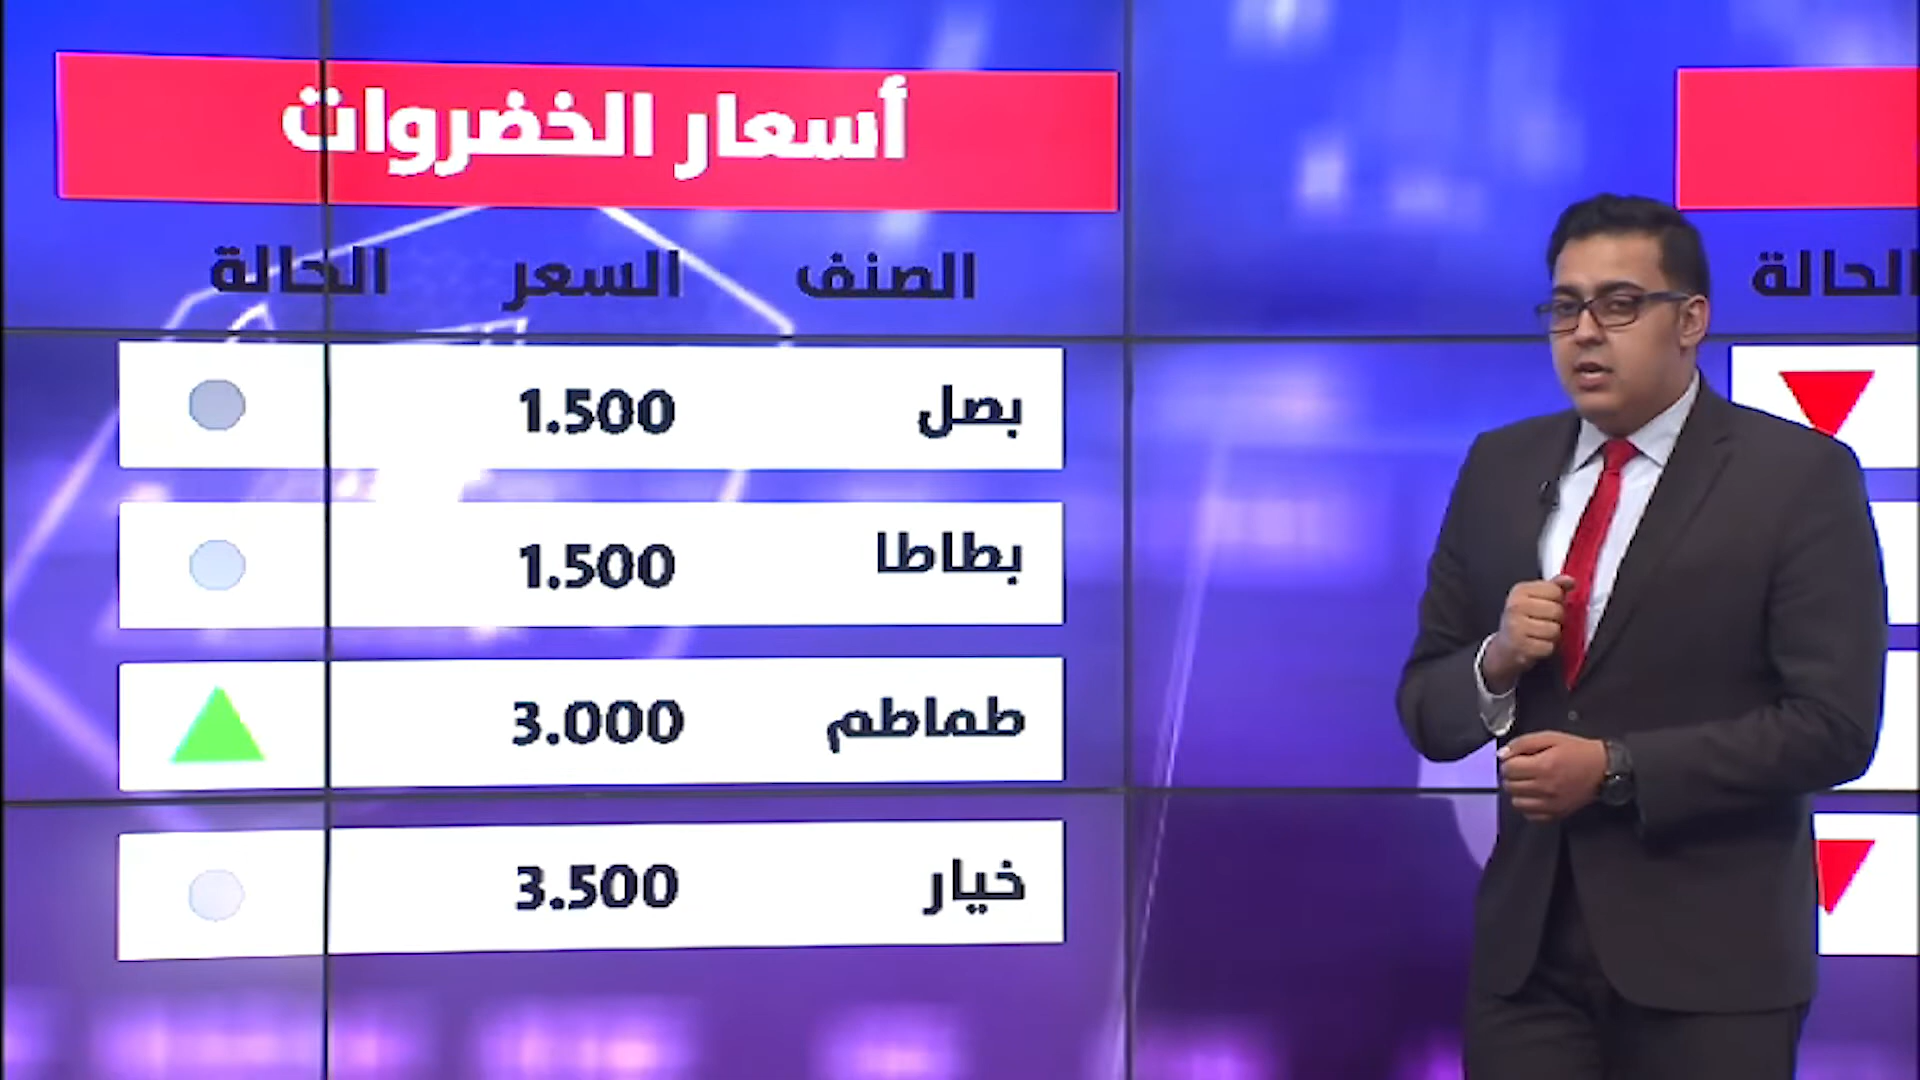 أسعار الخضروات
الصنف السعر الحالة
بصل 1.500
بطاطا 1.500
طماطم 3.000
خيار 3.500
الحالة